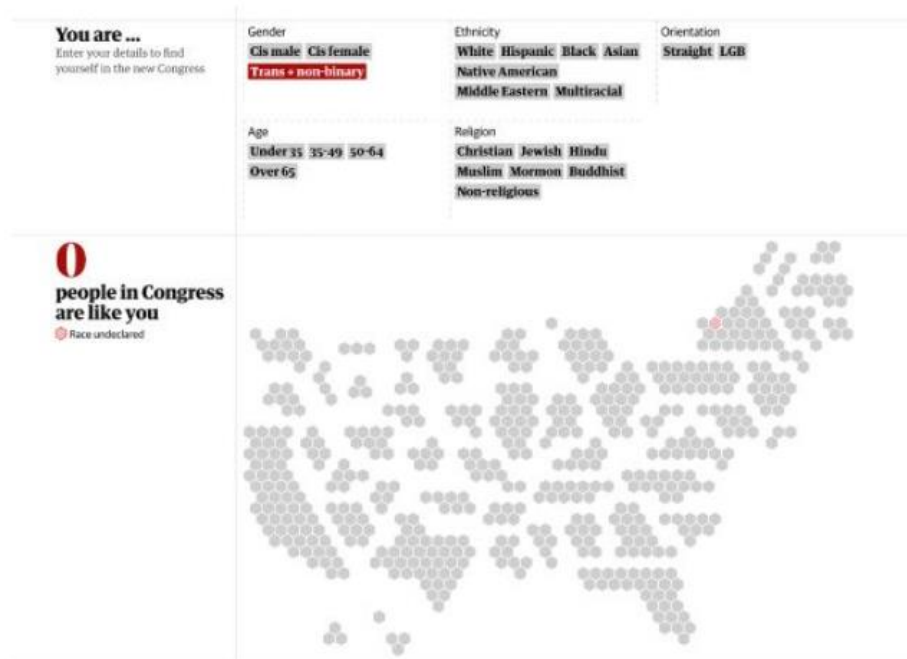 You are ...
Enter your details to find
yourself in the new Congress
Gender
Cis male Cis female
Trans + non-binary
Ethnicity
White Hispanic Black Asian
Native American
Middle Eastern Multiracial
Orientation
Straight LGB
Age
Under 35 35-49 50-64
Over 65
Religion
Christian Jewish Hindu
Muslim Mormon Buddhist
Non-religious
0
people in Congress
are like you
Race undeclared